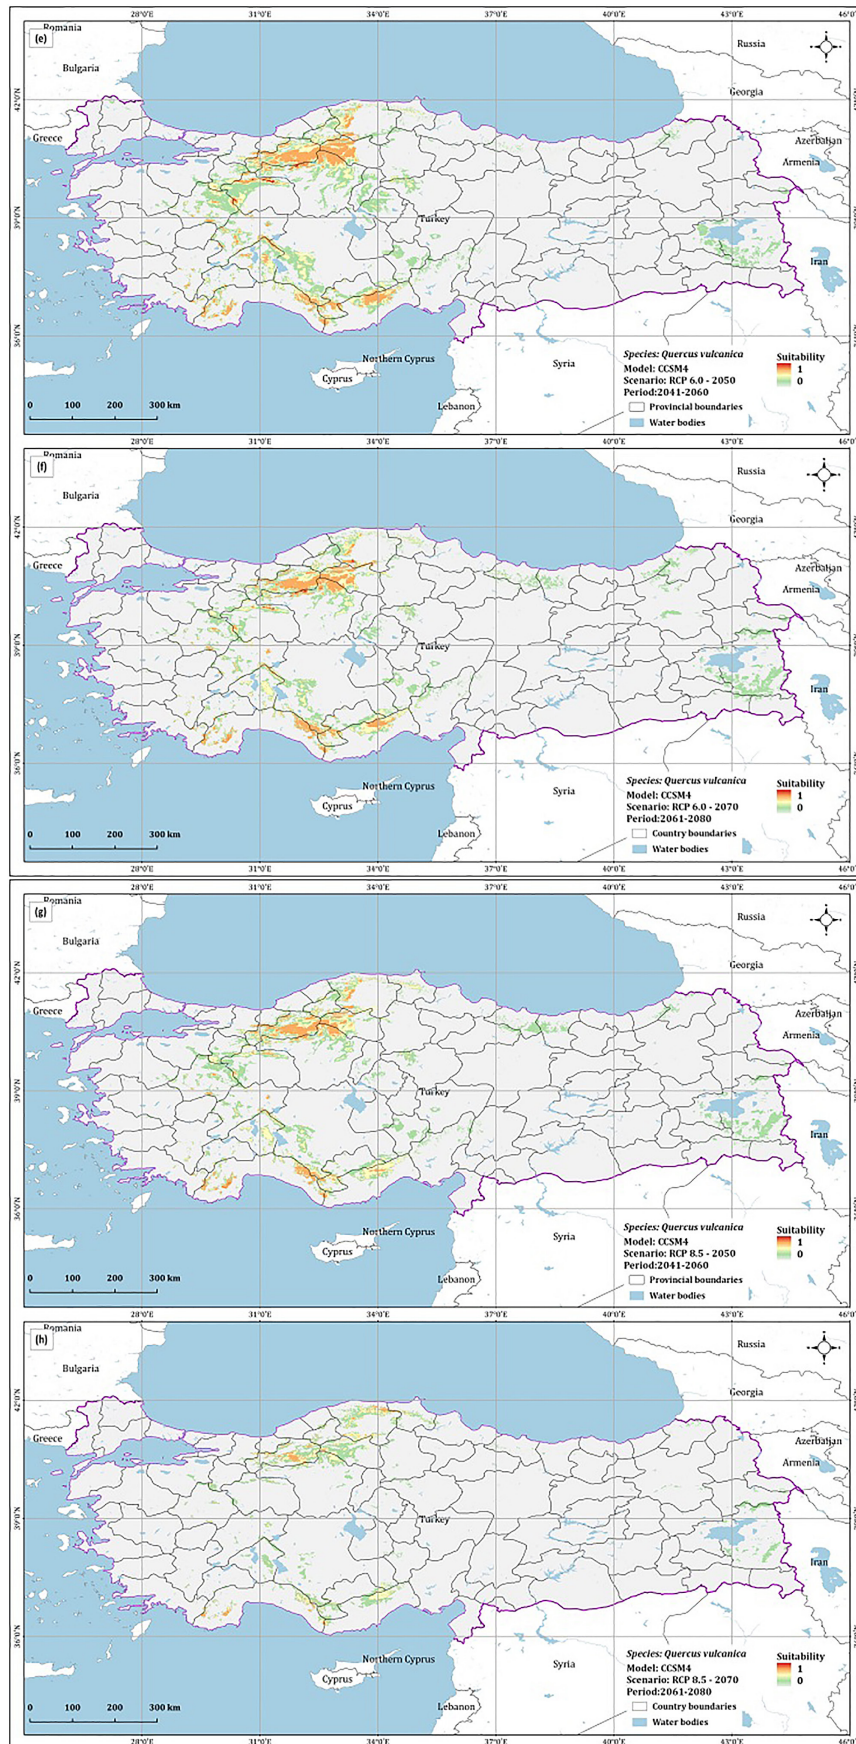 28°0'E 31°0'E 34°0'E 37°0'E 40°0'E 43°0'E 46°0'E
(e)
Romania
Russia
Bulgaria
Georgia
42°0'N
Greece
Azerbaijan
Armenia
39°0'N
Turkey
Iran
36°0'N
Northern Cyprus
Cyprus
Syria
Lebanon
Species: Quercus vulcanica
Model: CCSM4
Scenario: RCP 6.0 - 2050
Period:2041-2060
Suitability
1
0
Provincial boundaries
Water bodies
0 100 200 300 km
28°0'E 31°0'E 34°0'E 37°0'E 40°0'E 43°0'E 46°0'E
(f)
Romania
Russia
Bulgaria
Georgia
42°0'N
Greece
Azerbaijan
Armenia
39°0'N
Turkey
Iran
36°0'N
Northern Cyprus
Cyprus
Syria
Lebanon
Species: Quercus vulcanica
Model: CCSM4
Scenario: RCP 6.0 - 2070
Period:2061-2080
Suitability
1
0
Country boundaries
Water bodies
0 100 200 300 km
28°0'E 31°0'E 34°0'E 37°0'E 40°0'E 43°0'E 46°0'E
(g)
Romania
Russia
Bulgaria
Georgia
42°0'N
Greece
Azerbaijan
Armenia
39°0'N
Turkey
Iran
36°0'N
Northern Cyprus
Cyprus
Syria
Lebanon
Species: Quercus vulcanica
Model: CCSM4
Scenario: RCP 8.5 - 2050
Period:2041-2060
Suitability
1
0
Provincial boundaries
Water bodies
0 100 200 300 km
28°0'E 31°0'E 34°0'E 37°0'E 40°0'E 43°0'E 46°0'E
(h)
Romania
Russia
Bulgaria
Georgia
42°0'N
Greece
Azerbaijan
Armenia
39°0'N
Turkey
Iran
36°0'N
Northern Cyprus
Cyprus
Syria
Lebanon
Species: Quercus vulcanica
Model: CCSM4
Scenario: RCP 8.5 - 2070
Period:2061-2080
Suitability
1
0
Country boundaries
Water bodies
0 100 200 300 km
28°0'E 31°0'E 34°0'E 37°0'E 40°0'E 43°0'E 46°0'E